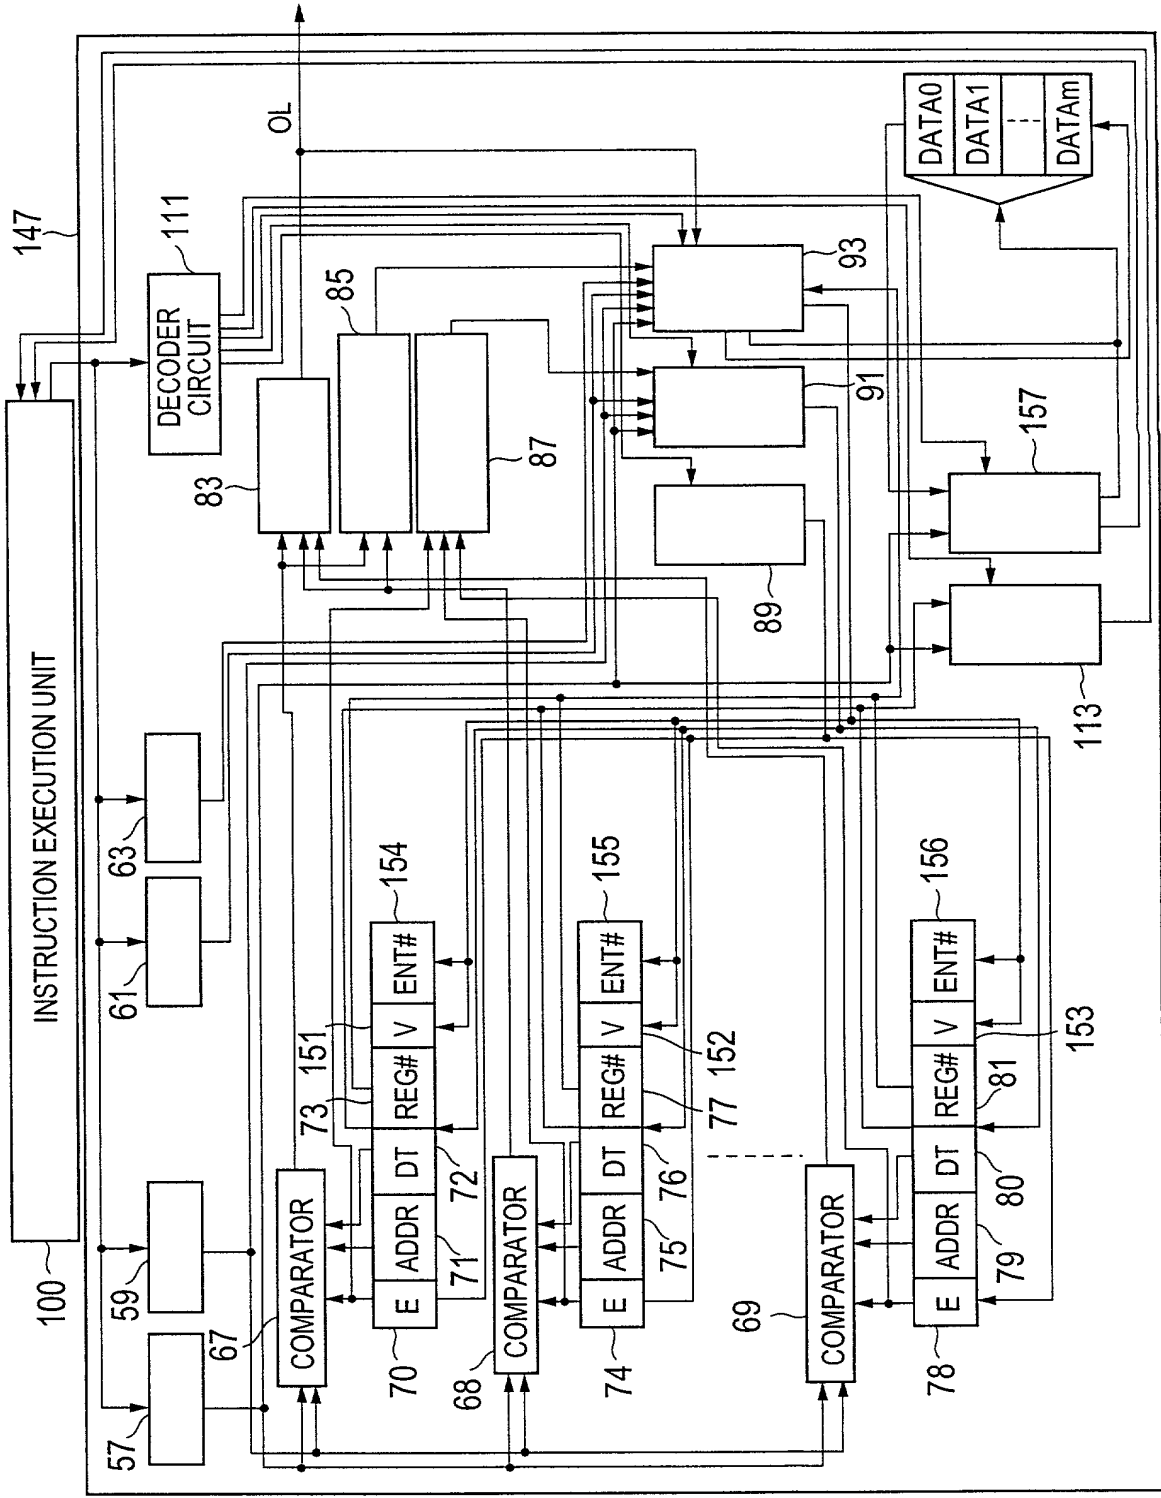 147
INSTRUCTION EXECUTION UNIT
100
OL
111
DECODER
CIRCUIT
57
59
61
63
83
85
87
DATA0
DATA1
DATAm
93
91
89
157
113
67
COMPARATOR
E
ADDR
DT
REG#
V
ENT#
70
71
72
73
151
154
68
COMPARATOR
E
ADDR
DT
REG#
V
ENT#
74
75
76
77
152
155
69
COMPARATOR
E
ADDR
DT
REG#
V
ENT#
78
79
80
81
153
156